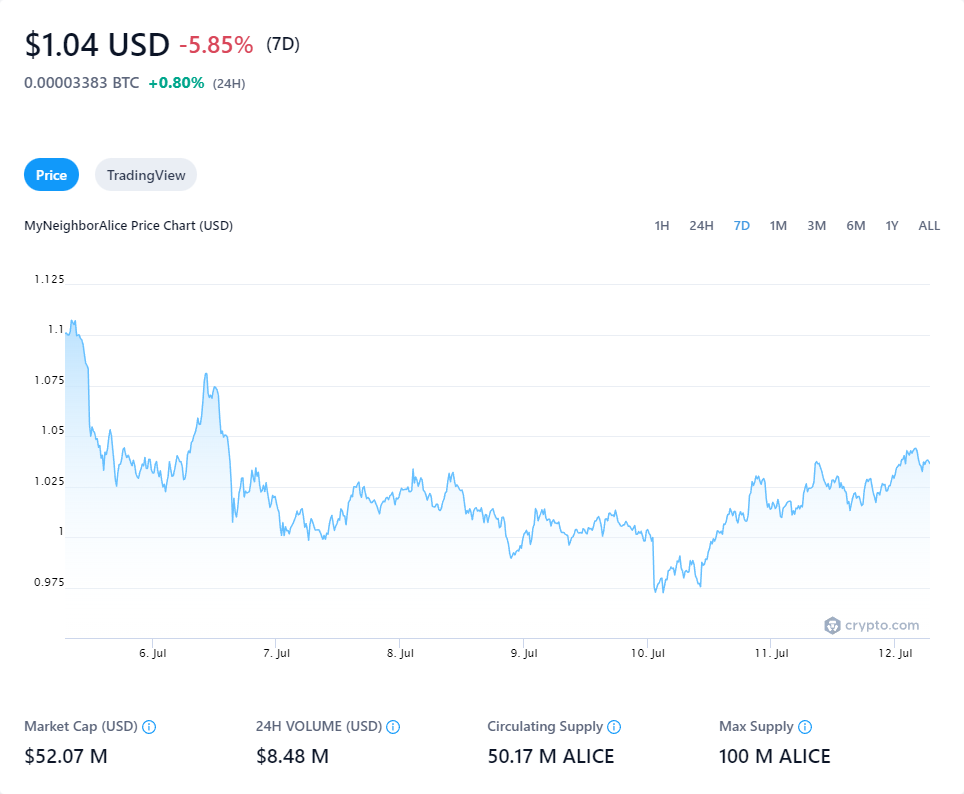 $1.04 USD -5.85% (7D)
0.00003383 BTC +0.80% (24H)
Price TradingView
MyNeighborAlice Price Chart (USD) 1H 24H 7D 1M 3M 6M 1Y ALL
1.125
1.1
1.075
1.05
1.025
1
0.975
crypto.com
6. Jul 7. Jul 8. Jul 9. Jul 10. Jul 11. Jul 12. Jul
Market Cap (USD) 24H VOLUME (USD) Circulating Supply Max Supply
$52.07 M $8.48 M 50.17 M ALICE 100 M ALICE